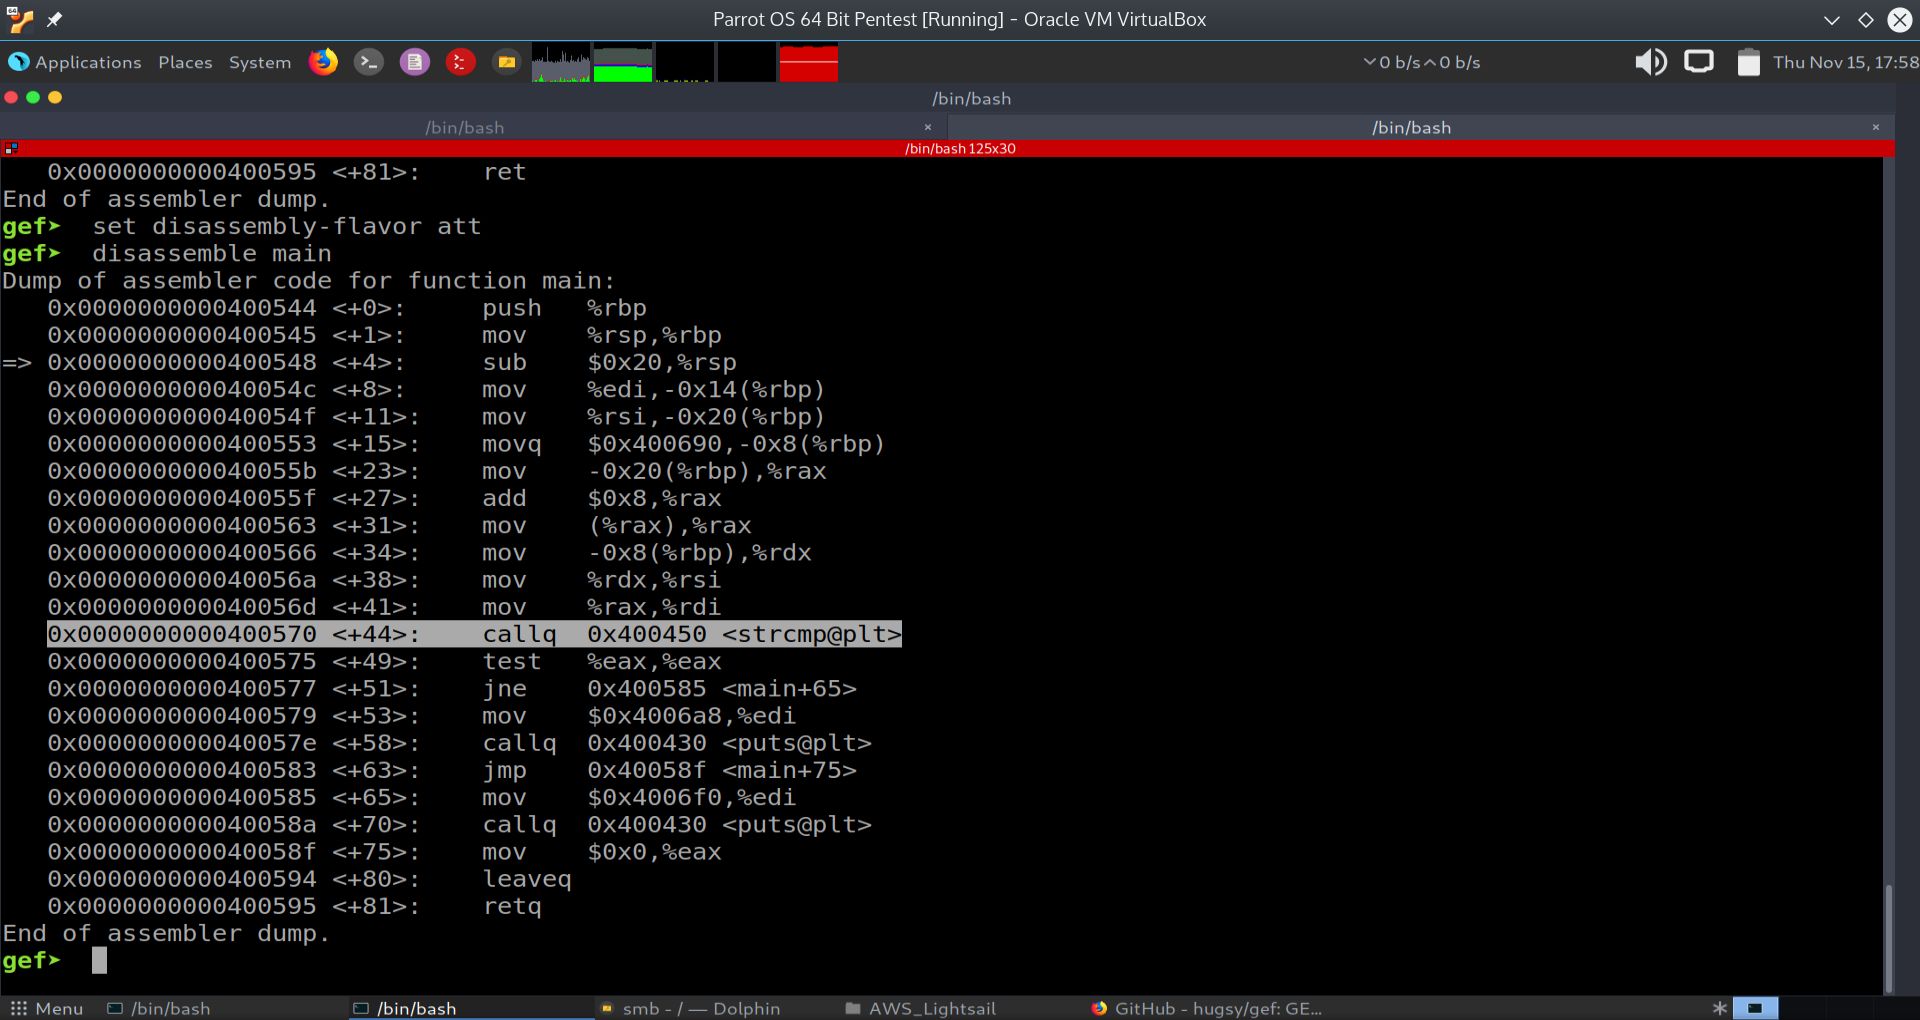 Parrot OS 64 Bit Pentest [Running] - Oracle VM VirtualBox
Applications Places System 0 b/s 0 b/s Thu Nov 15, 17:58
/bin/bash
/bin/bash × /bin/bash ×
/bin/bash 125x30
0x0000000000400595 <+81>: ret
End of assembler dump.
gef➤ set disassembly-flavor att
gef➤ disassemble main
Dump of assembler code for function main:
0x0000000000400544 <+0>: push %rbp
0x0000000000400545 <+1>: mov %rsp,%rbp
=> 0x0000000000400548 <+4>: sub $0x20,%rsp
0x000000000040054c <+8>: mov %edi,-0x14(%rbp)
0x000000000040054f <+11>: mov %rsi,-0x20(%rbp)
0x0000000000400553 <+15>: movq $0x400690,-0x8(%rbp)
0x000000000040055b <+23>: mov -0x20(%rbp),%rax
0x000000000040055f <+27>: add $0x8,%rax
0x0000000000400563 <+31>: mov (%rax),%rax
0x0000000000400566 <+34>: mov -0x8(%rbp),%rdx
0x000000000040056a <+38>: mov %rdx,%rsi
0x000000000040056d <+41>: mov %rax,%rdi
0x0000000000400570 <+44>: callq 0x400450 <strcmp@plt>
0x0000000000400575 <+49>: test %eax,%eax
0x0000000000400577 <+51>: jne 0x400585 <main+65>
0x0000000000400579 <+53>: mov $0x4006a8,%edi
0x000000000040057e <+58>: callq 0x400430 <puts@plt>
0x0000000000400583 <+63>: jmp 0x40058f <main+75>
0x0000000000400585 <+65>: mov $0x4006f0,%edi
0x000000000040058a <+70>: callq 0x400430 <puts@plt>
0x000000000040058f <+75>: mov $0x0,%eax
0x0000000000400594 <+80>: leaveq
0x0000000000400595 <+81>: retq
End of assembler dump.
gef➤
Menu /bin/bash /bin/bash smb - / — Dolphin AWS_Lightsail GitHub - hugsy/gef: GE...